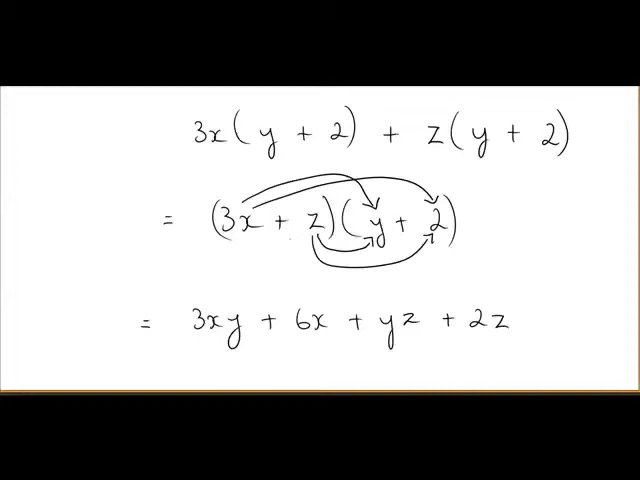 3x(y + 2) + z(y + 2)
= (3x + z)(y + 2)
= 3xy + 6x + yz + 2z